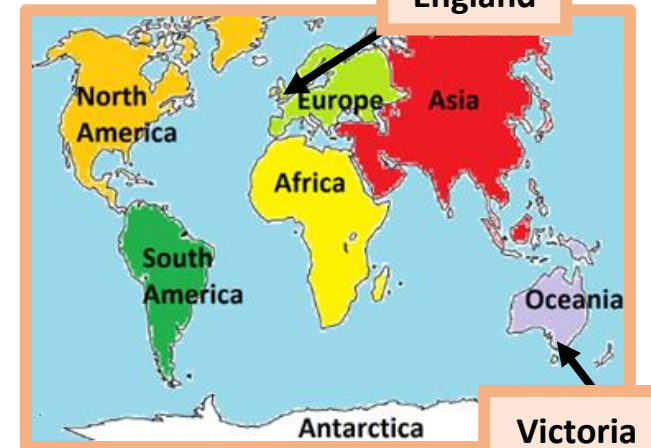 England
North
America
Europe
Asia
Africa
South
America
Oceania
Antarctica
Victoria